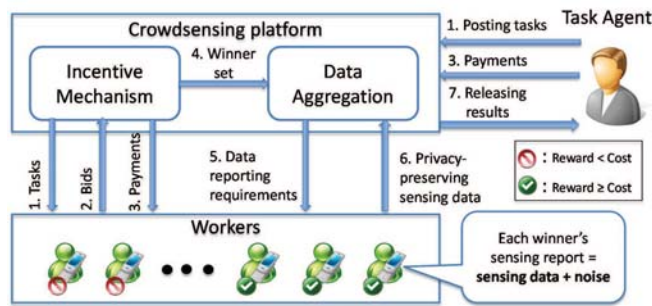 Crowdsensing platform
Incentive
Mechanism
4. Winner
set
Data
Aggregation
1. Posting tasks
3. Payments
7. Releasing
results
Task Agent
1. Tasks
2. Bids
3. Payments
5. Data
reporting
requirements
6. Privacy-
preserving
sensing data
: Reward < Cost
: Reward ≥ Cost
Workers
Each winner's
sensing report =
sensing data + noise